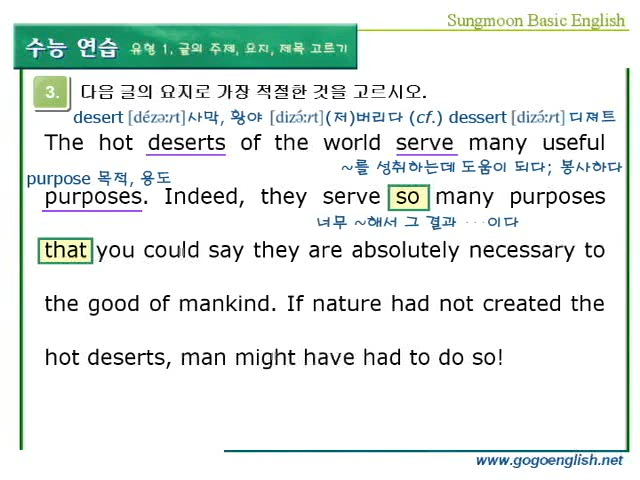 Sungmoon Basic English
수능 연습 유형 1. 글의 주제, 요지, 제목 고르기
3. 다음 글의 요지로 가장 적절한 것을 고르시오.
desert [dézə:rt]사막, 황야 [dizə́:rt](저)버리다 (cf.) dessert [dizə́:rt]디져트
The hot deserts of the world serve many useful
~를 성취하는데 도움이 되다; 봉사하다
purpose 목적, 용도
purposes. Indeed, they serve so many purposes
너무 ~해서 그 결과 …이다
that you could say they are absolutely necessary to
the good of mankind. If nature had not created the
hot deserts, man might have had to do so!
www.gogoenglish.net